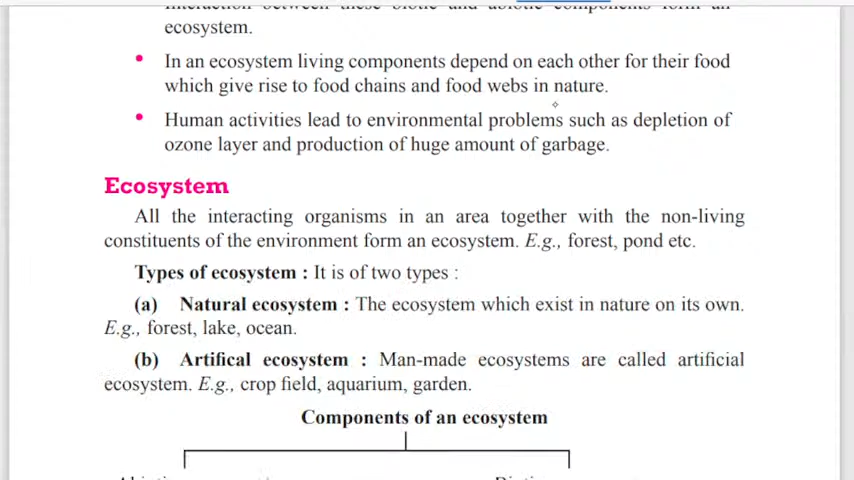 ecosystem.
• In an ecosystem living components depend on each other for their food
which give rise to food chains and food webs in nature.
• Human activities lead to environmental problems such as depletion of
ozone layer and production of huge amount of garbage.
Ecosystem
All the interacting organisms in an area together with the non-living
constituents of the environment form an ecosystem. E.g., forest, pond etc.
Types of ecosystem : It is of two types :
(a) Natural ecosystem : The ecosystem which exist in nature on its own.
E.g., forest, lake, ocean.
(b) Artifical ecosystem : Man-made ecosystems are called artificial
ecosystem. E.g., crop field, aquarium, garden.
Components of an ecosystem